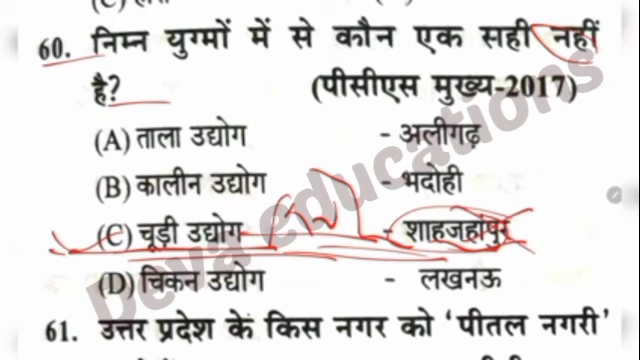 60. निम्न युग्मों में से कौन एक सही नहीं
है? (पीसीएस मुख्य-2017)
(A) ताला उद्योग - अलीगढ़
(B) कालीन उद्योग - भदोही
(C) चूड़ी उद्योग - शाहजहांपुर
(D) चिकन उद्योग - लखनऊ
61. उत्तर प्रदेश के किस नगर को 'पीतल नगरी'
Deva educations